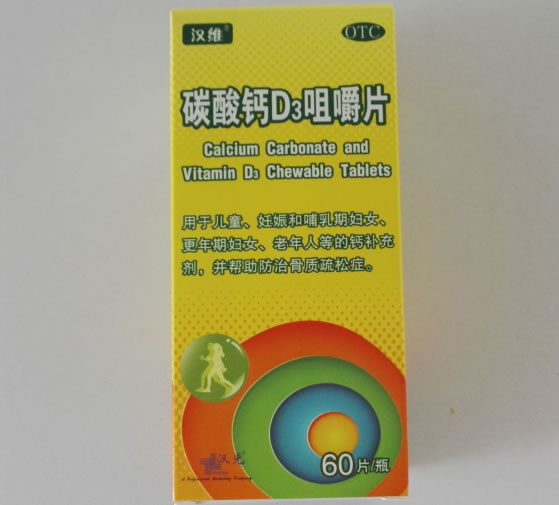 汉维®
OTC
碳酸钙D3咀嚼片
Calcium Carbonate and
Vitamin D3 Chewable Tablets
用于儿童、妊娠和哺乳期妇女、
更年期妇女、老年人等的钙补充
剂，并帮助防治骨质疏松症。
汉光
60片/瓶